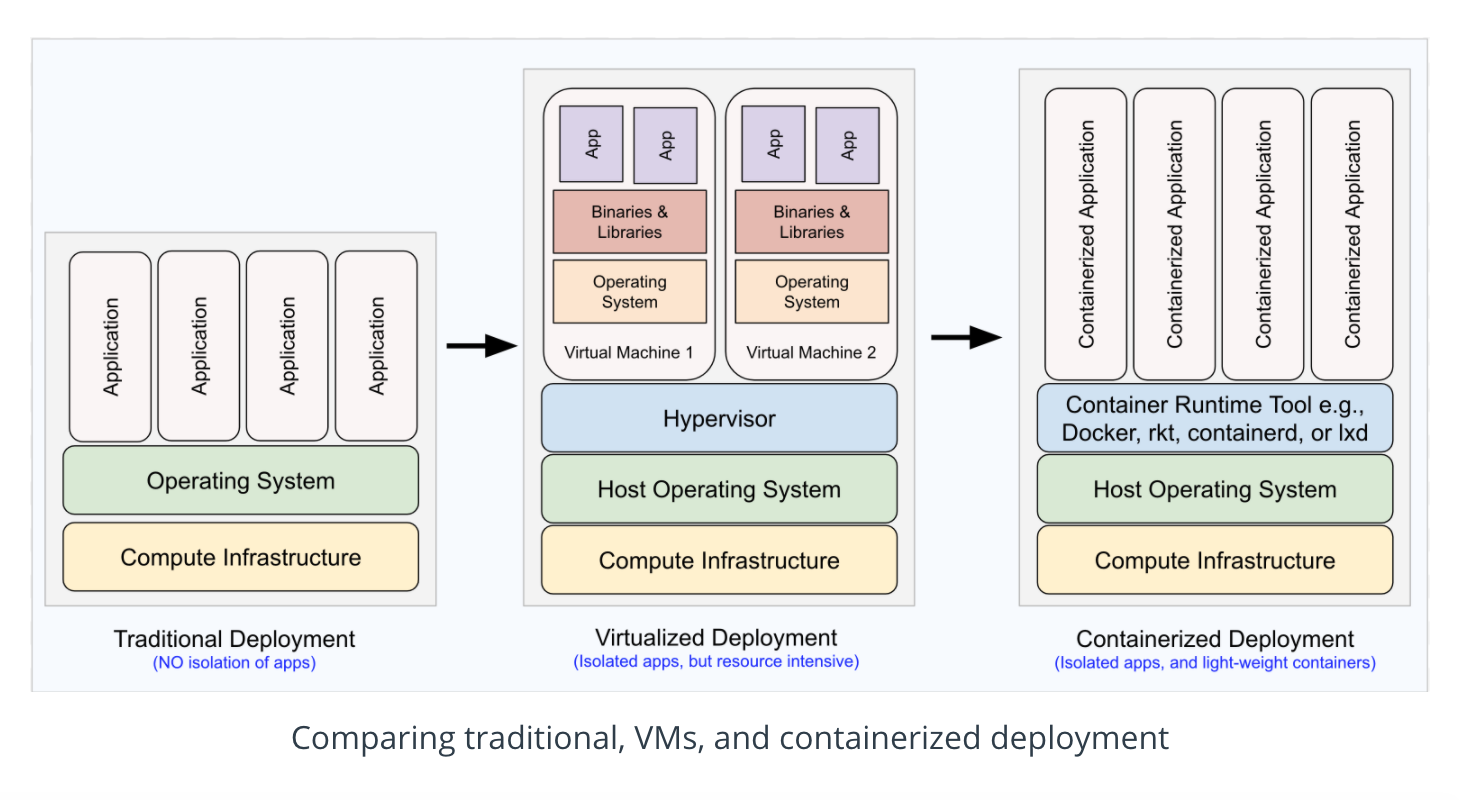 Application
Application
Application
Application
Operating System
Compute Infrastructure
Traditional Deployment
(NO isolation of apps)
App
App
Binaries &
Libraries
Operating
System
Virtual Machine 1
App
App
Binaries &
Libraries
Operating
System
Virtual Machine 2
Hypervisor
Host Operating System
Compute Infrastructure
Virtualized Deployment
(Isolated apps, but resource intensive)
Containerized Application
Containerized Application
Containerized Application
Containerized Application
Container Runtime Tool e.g.,
Docker, rkt, containerd, or lxd
Host Operating System
Compute Infrastructure
Containerized Deployment
(Isolated apps, and light-weight containers)
Comparing traditional, VMs, and containerized deployment